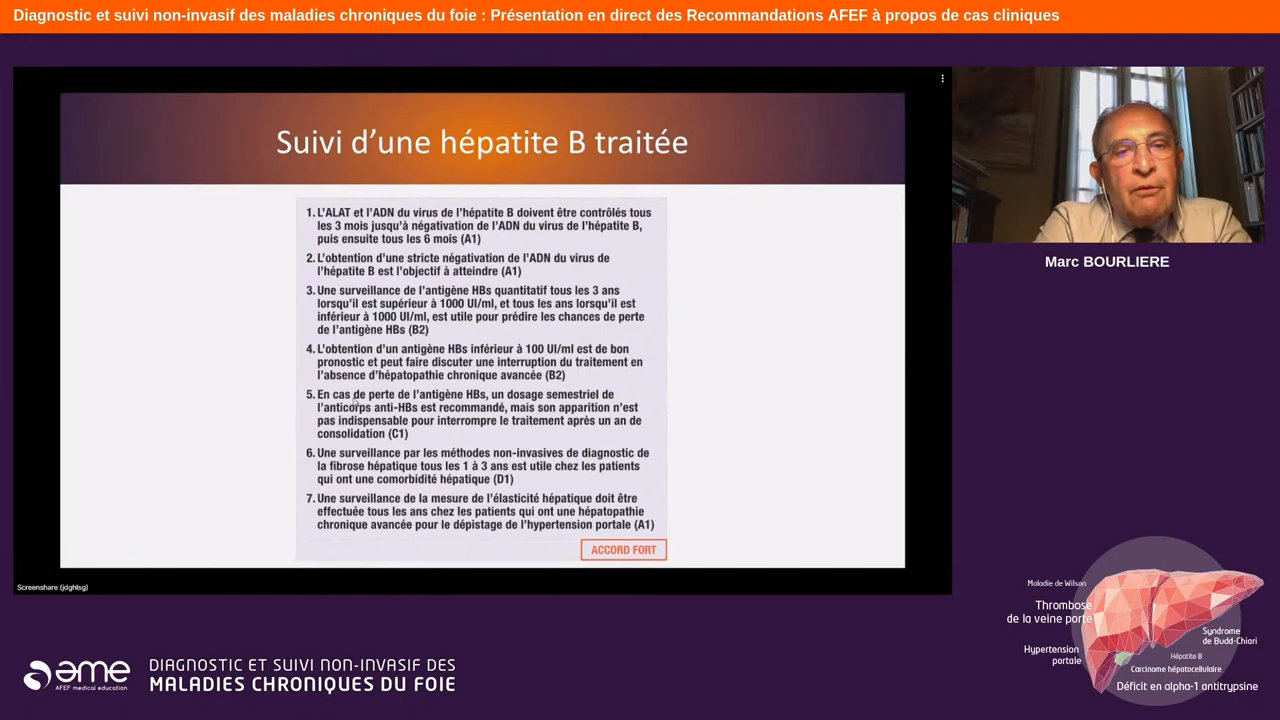 Diagnostic et suivi non-invasif des maladies chroniques du foie : Présentation en direct des Recommandations AFEF à propos de cas cliniques
Suivi d’une hépatite B traitée
1. L’ALAT et l’ADN du virus de l’hépatite B doivent être contrôlés tous
les 3 mois jusqu’à négativation de l’ADN du virus de l’hépatite B,
puis ensuite tous les 6 mois (A1)
2. L’obtention d’une stricte négativation de l’ADN du virus de
l’hépatite B est l’objectif à atteindre (A1)
3. Une surveillance de l’antigène HBs quantitatif tous les 3 ans
lorsqu’il est supérieur à 1000 UI/ml, et tous les ans lorsqu’il est
inférieur à 1000 UI/ml, est utile pour prédire les chances de perte
de l’antigène HBs (B2)
4. L’obtention d’un antigène HBs inférieur à 100 UI/ml est de bon
pronostic et peut faire discuter une interruption du traitement en
l’absence d’hépatopathie chronique avancée (B2)
5. En cas de perte de l’antigène HBs, un dosage semestriel de
l’anticorps anti-HBs est recommandé, mais son apparition n’est
pas indispensable pour interrompre le traitement après un an de
consolidation (C1)
6. Une surveillance par les méthodes non-invasives de diagnostic de
la fibrose hépatique tous les 1 à 3 ans est utile chez les patients
qui ont une comorbidité hépatique (D1)
7. Une surveillance de la mesure de l’élasticité hépatique doit être
effectuée tous les ans chez les patients qui ont une hépatopathie
chronique avancée pour le dépistage de l’hypertension portale (A1)
ACCORD FORT
Screenshare (jdghlsg)
Marc BOURLIERE
ame
AFEF medical education
DIAGNOSTIC ET SUIVI NON-INVASIF DES
MALADIES CHRONIQUES DU FOIE
Maladie de Wilson
Thrombose
de la veine porte
Syndrome
de Budd-Chiari
Hypertension
portale
Hépatite B
Carcinome hépatocellulaire
Déficit en alpha-1 antitrypsine